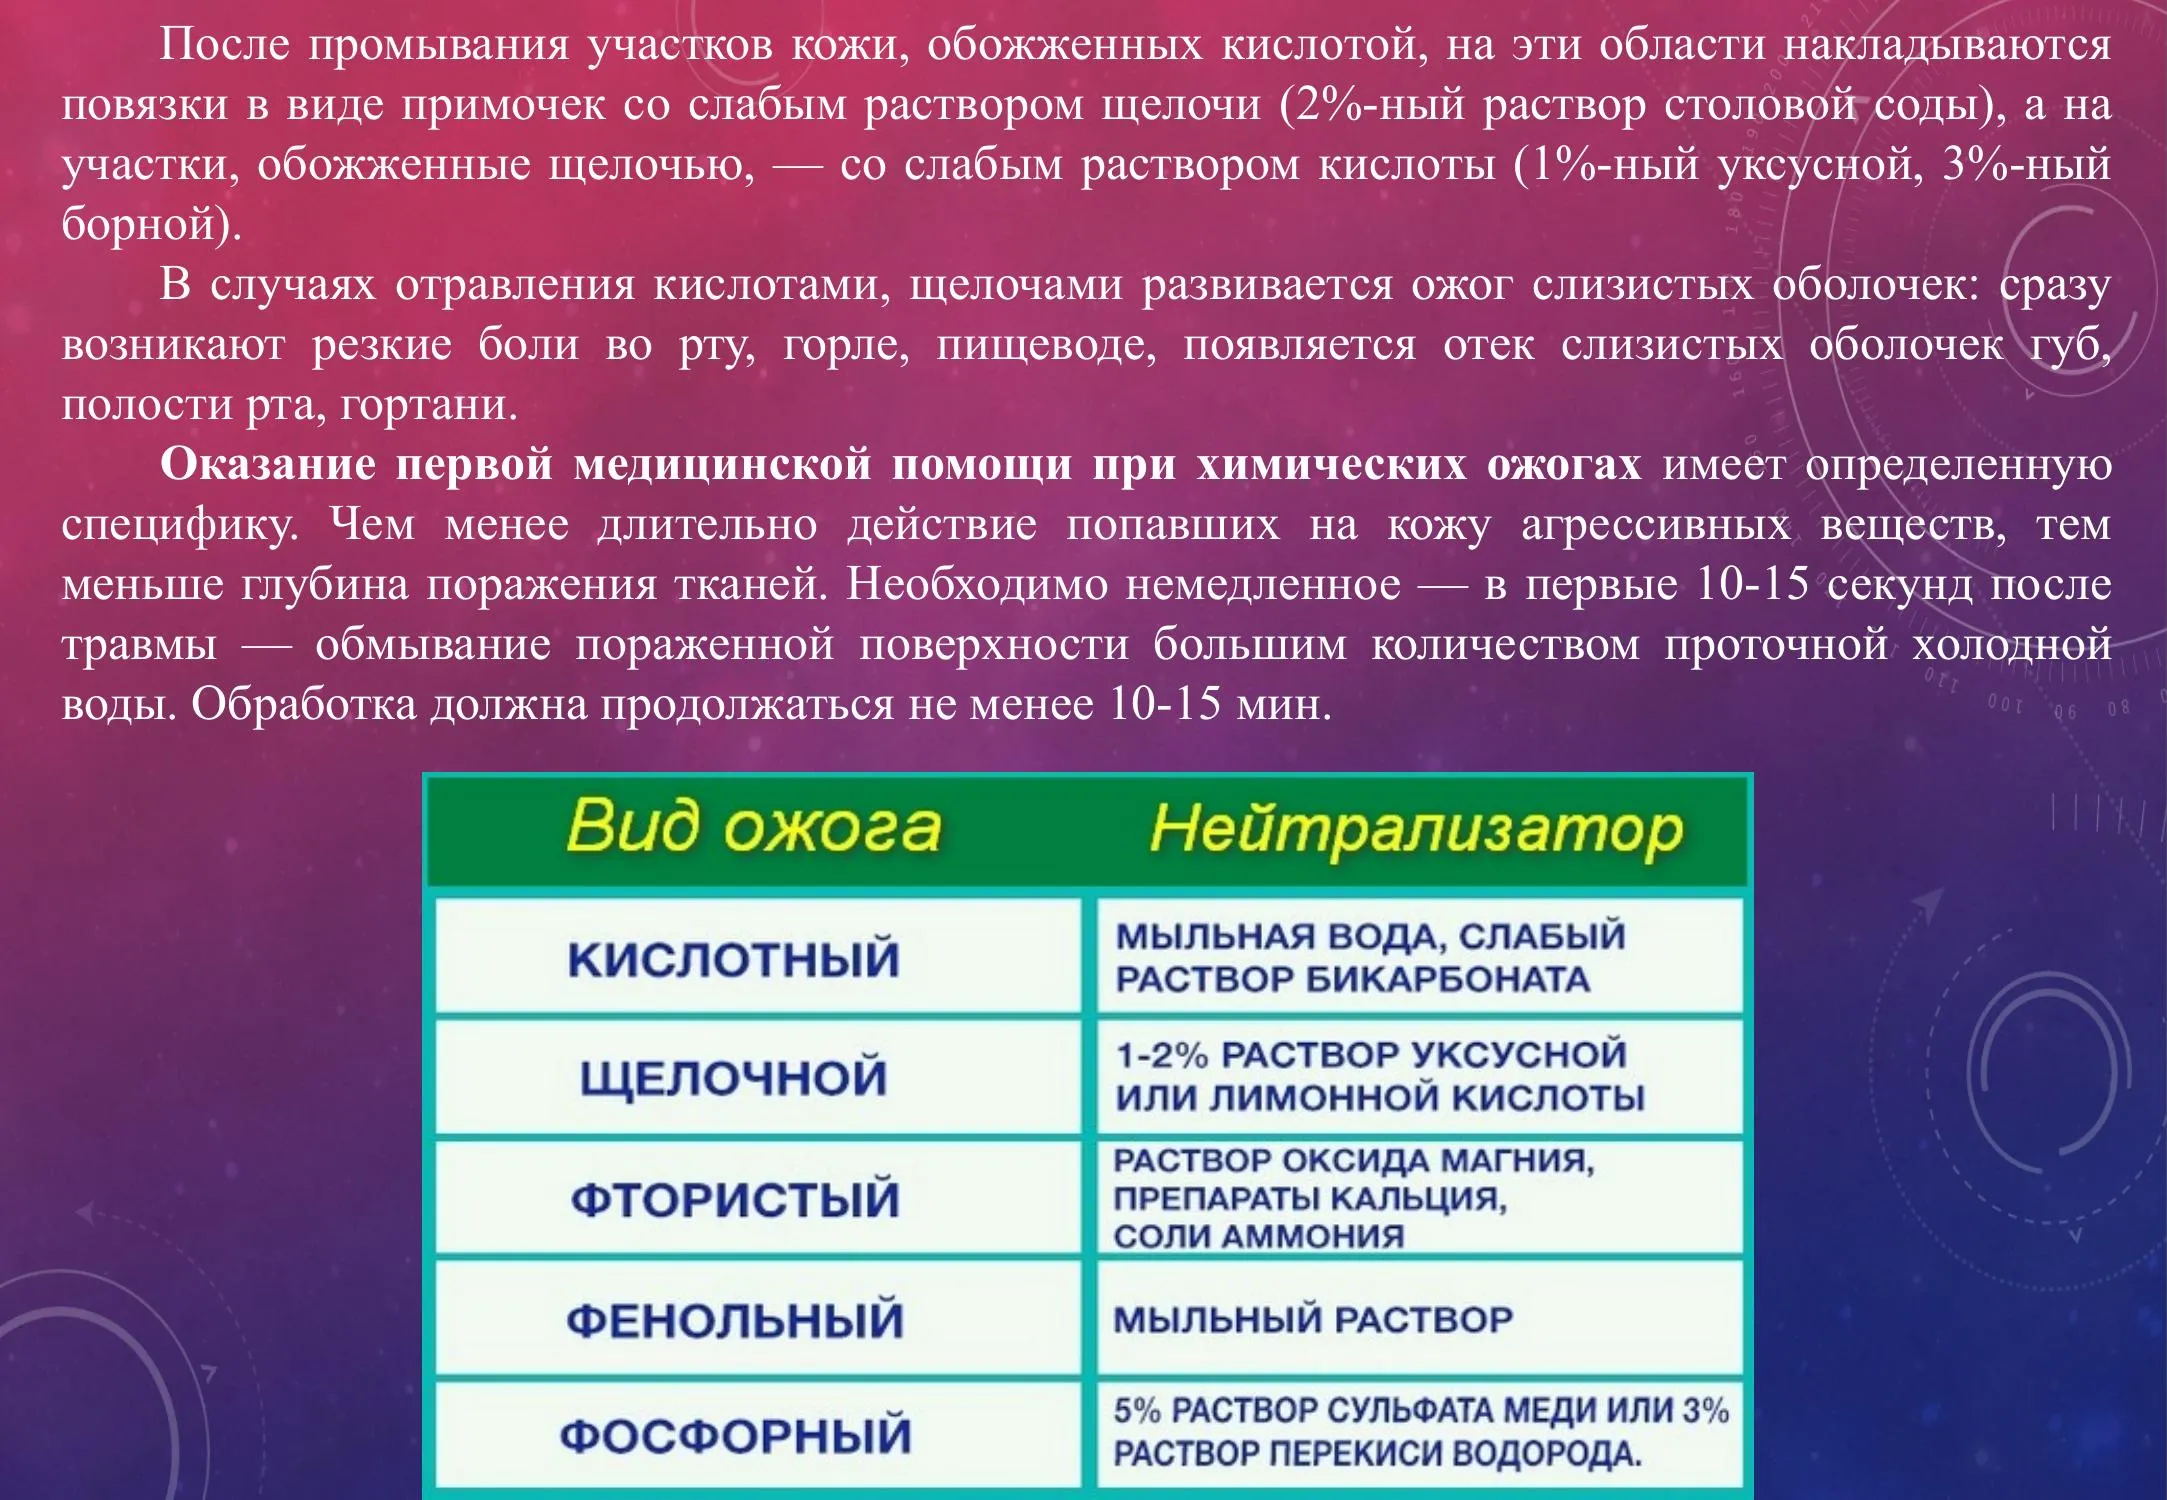 После промывания участков кожи, обожженных кислотой, на эти области накладываются
повязки в виде примочек со слабым раствором щелочи (2%-ный раствор столовой соды), а на
участки, обожженные щелочью, — со слабым раствором кислоты (1%-ный уксусной, 3%-ный
борной).
В случаях отравления кислотами, щелочами развивается ожог слизистых оболочек: сразу
возникают резкие боли во рту, горле, пищеводе, появляется отек слизистых оболочек губ,
полости рта, гортани.
Оказание первой медицинской помощи при химических ожогах имеет определенную
специфику. Чем менее длительно действие попавших на кожу агрессивных веществ, тем
меньше глубина поражения тканей. Необходимо немедленное — в первые 10-15 секунд после
травмы — обмывание пораженной поверхности большим количеством проточной холодной
воды. Обработка должна продолжаться не менее 10-15 мин.
Вид ожога Нейтрализатор
КИСЛОТНЫЙ
МЫЛЬНАЯ ВОДА, СЛАБЫЙ
РАСТВОР БИКАРБОНАТА
ЩЕЛОЧНОЙ
1-2% РАСТВОР УКСУСНОЙ
ИЛИ ЛИМОННОЙ КИСЛОТЫ
ФТОРИСТЫЙ
РАСТВОР ОКСИДА МАГНИЯ,
ПРЕПАРАТЫ КАЛЬЦИЯ,
СОЛИ АММОНИЯ
ФЕНОЛЬНЫЙ
МЫЛЬНЫЙ РАСТВОР
ФОСФОРНЫЙ
5% РАСТВОР СУЛЬФАТА МЕДИ ИЛИ 3%
РАСТВОР ПЕРЕКИСИ ВОДОРОДА.